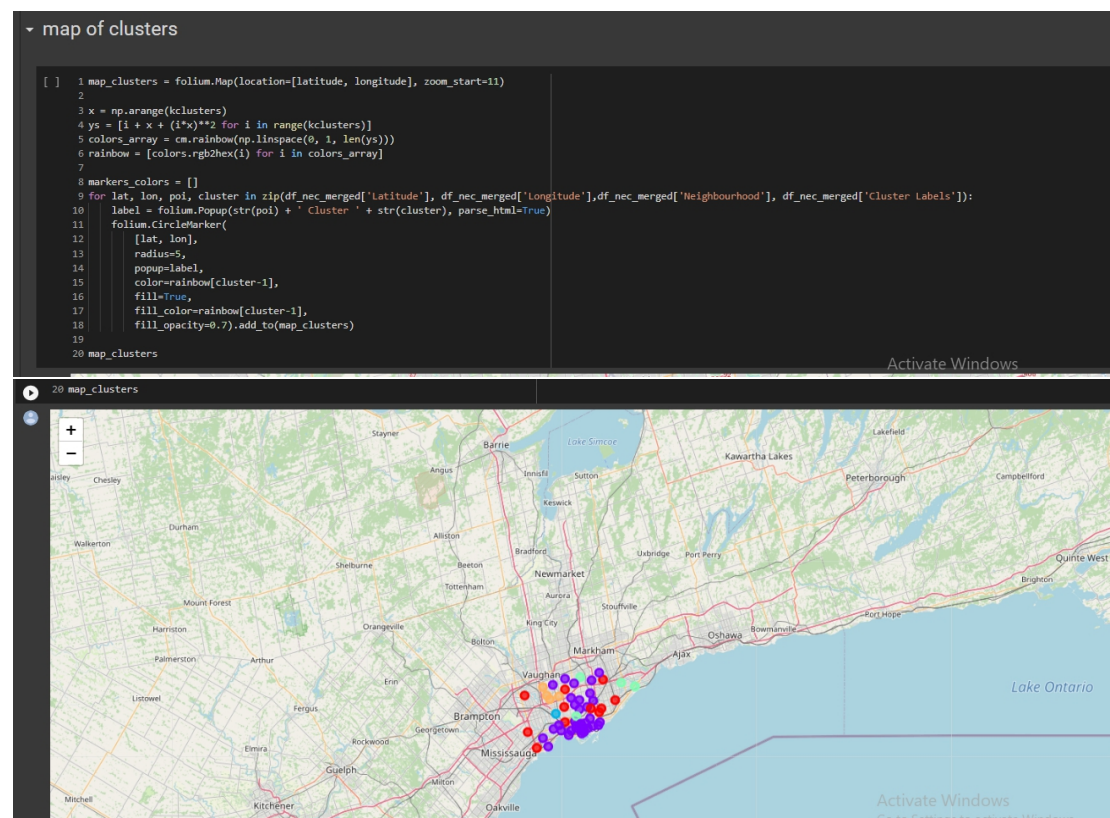 map of clusters
[ ] 1 map_clusters = folium.Map(location=[latitude, longitude], zoom_start=11)
2
3 x = np.arange(kclusters)
4 ys = [i + x + (i*x)**2 for i in range(kclusters)]
5 colors_array = cm.rainbow(np.linspace(0, 1, len(ys)))
6 rainbow = [colors.rgb2hex(i) for i in colors_array]
7
8 markers_colors = []
9 for lat, lon, poi, cluster in zip(df_nec_merged['Latitude'], df_nec_merged['Longitude'],df_nec_merged['Neighbourhood'], df_nec_merged['Cluster Labels']):
10 label = folium.Popup(str(poi) + ' Cluster ' + str(cluster), parse_html=True)
11 folium.CircleMarker(
12 [lat, lon],
13 radius=5,
14 popup=label,
15 color=rainbow[cluster-1],
16 fill=True,
17 fill_color=rainbow[cluster-1],
18 fill_opacity=0.7).add_to(map_clusters)
19
20 map_clusters
Activate Windows
20 map_clusters
+
−
Stayner
Barrie
Lake Simcoe
Lakefield
Kawartha Lakes
aisley
Chesley
Angus
Innisfil
Sutton
Peterborough
Campbellford
Keswick
Durham
Walkerton
Alliston
Bradford
Uxbridge
Port Perry
Quinte West
Shelburne
Beeton
Newmarket
Brighton
Tottenham
Aurora
Mount Forest
Stouffville
Port Hope
Harriston
Orangeville
King City
Bowmanville
Bolton
Oshawa
Markham
Palmerston
Arthur
Ajax
Vaughan
Erin
Lake Ontario
Listowel
Fergus
Brampton
Georgetown
Elmira
Rockwood
Mississauga
Guelph
Milton
Mitchell
Kitchener
Oakville
Activate Windows